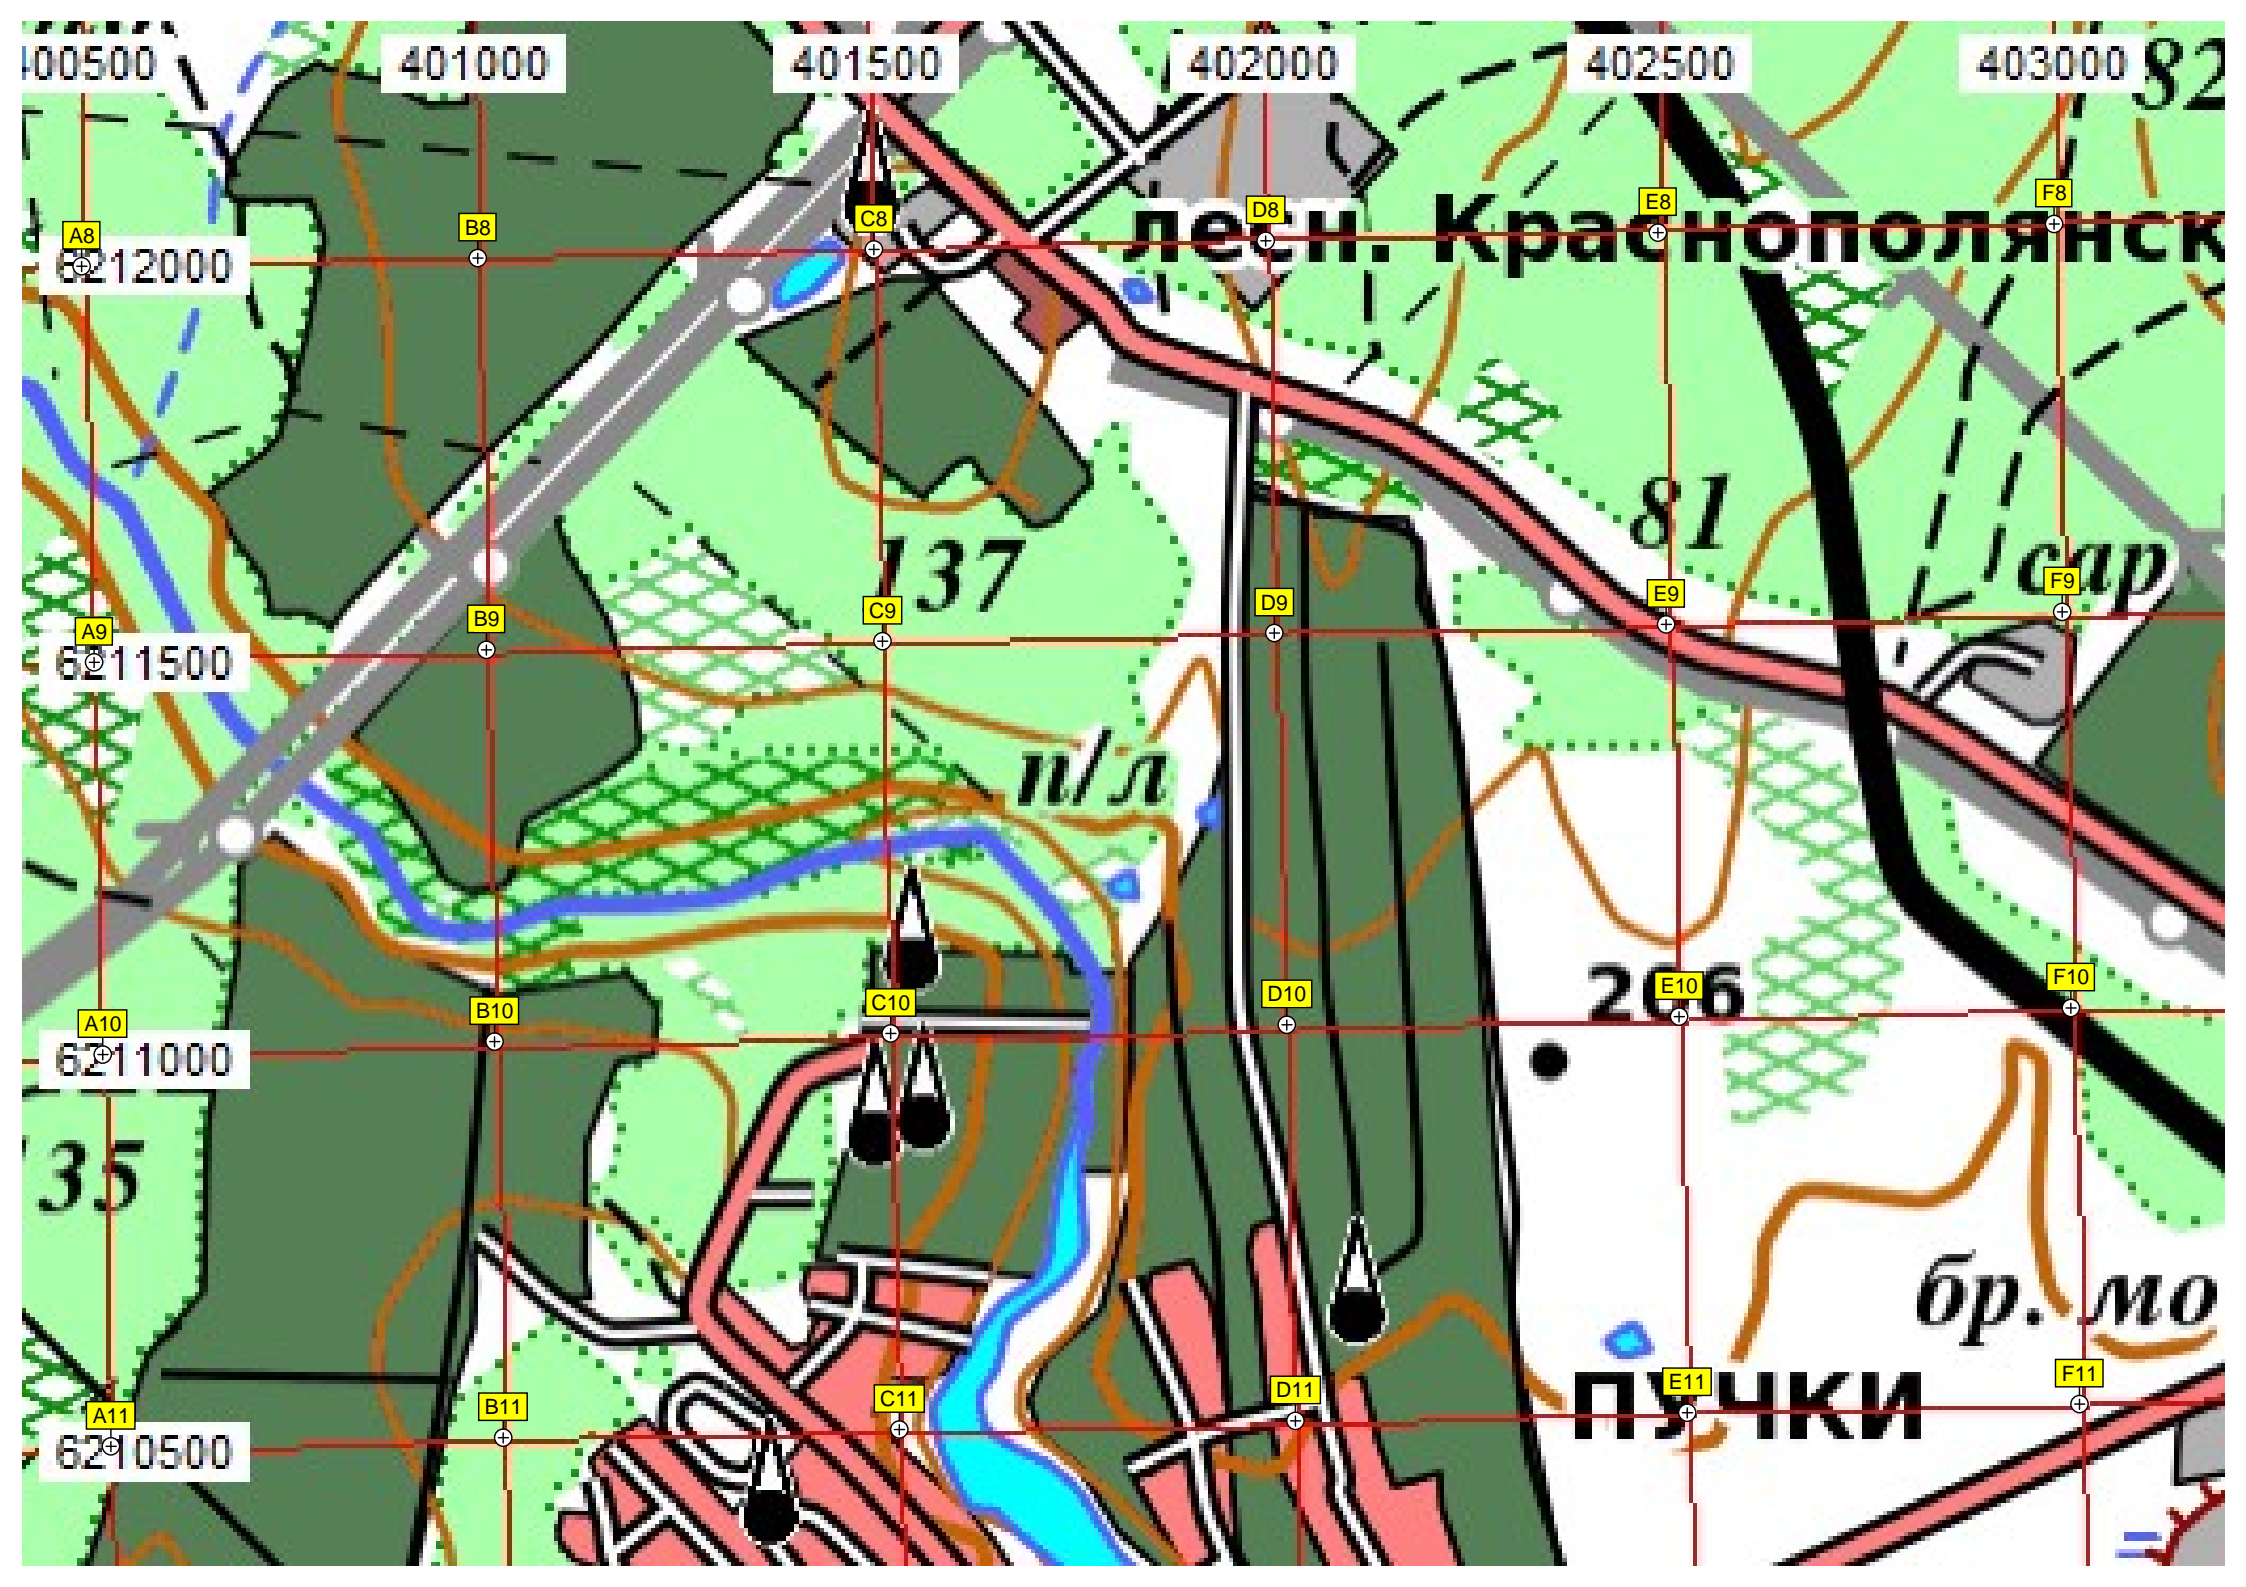 400500 401000 401500 402000 402500 403000
82
A8 B8 C8 D8 E8 F8
лесн. Краснополянск
6212000
81
137
сар
A9 B9 C9 D9 E9 F9
6211500
п/л
206
A10 B10 C10 D10 E10 F10
6211000
135
бр. мо
ПУЧКИ
A11 B11 C11 D11 E11 F11
6210500